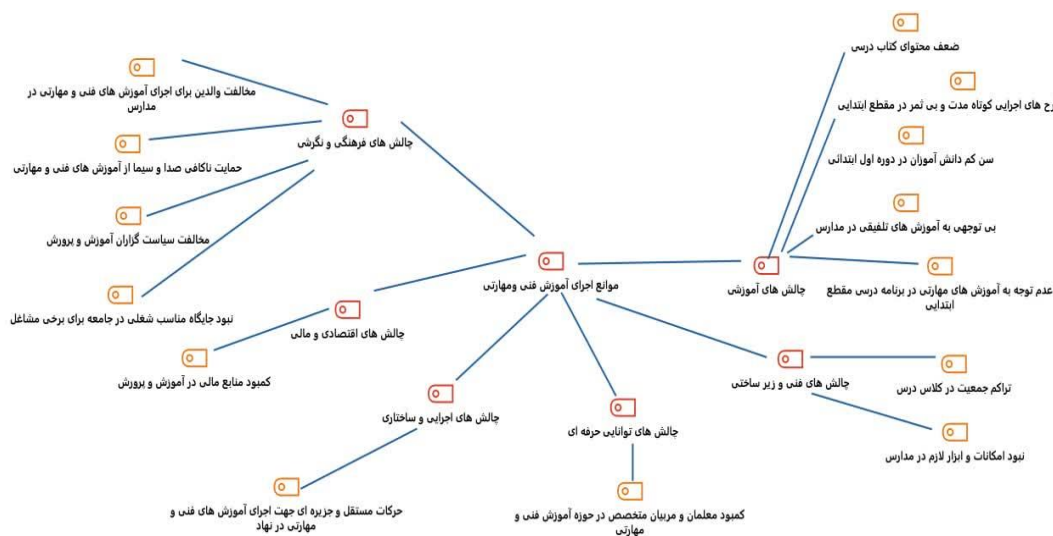 ضعف محتوای کتاب درسی
رح های اجرایی کوتاه مدت و بی ثمر در مقطع ابتدایی
سن کم دانش آموزان در دوره اول ابتدائی
بی توجهی به آموزش های تلفیقی در مدارس
عدم توجه به آموزش های مهارتی در برنامه درسی مقطع
ابتدایی
چالش های آموزشی
موانع اجرای آموزش فنی ومهارتی
چالش های فرهنگی و نگرشی
مخالفت والدین برای اجرای آموزش های فنی و مهارتی در
مدارس
حمایت ناکافی صدا و سیما از آموزش های فنی و مهارتی
مخالفت سیاست گزاران آموزش و پرورش
نبود جایگاه مناسب شغلی در جامعه برای برخی مشاغل
چالش های اقتصادی و مالی
کمبود منابع مالی در آموزش و پرورش
چالش های فنی و زیر ساختی
تراکم جمعیت در کلاس درس
نبود امکانات و ابزار لازم در مدارس
چالش های توانایی حرفه ای
کمبود معلمان و مربیان متخصص در حوزه آموزش فنی و
مهارتی
چالش های اجرایی و ساختاری
حرکات مستقل و جزیره ای جهت اجرای آموزش های فنی و
مهارتی در نهاد